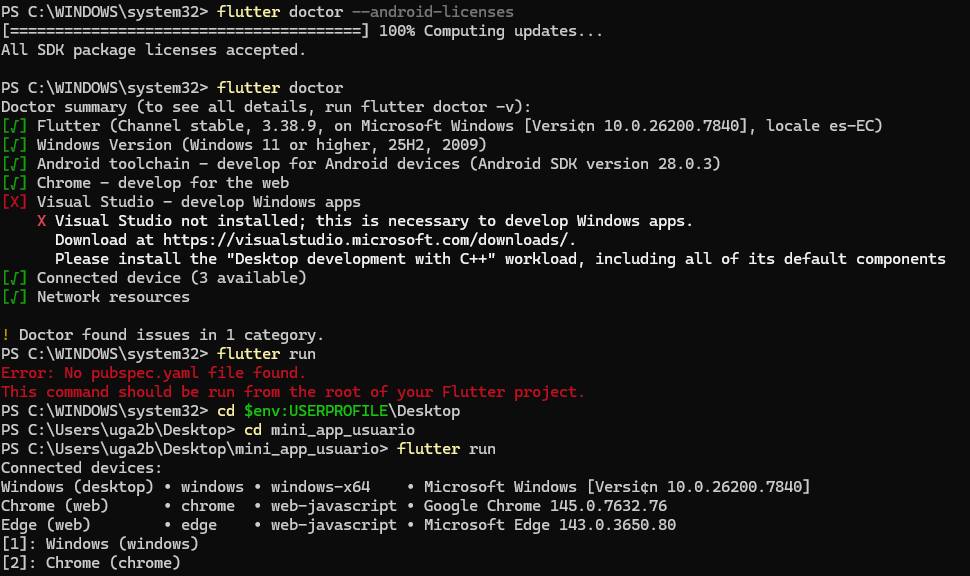 PS C:\WINDOWS\system32> flutter doctor --android-licenses
[=======================================] 100% Computing updates...
All SDK package licenses accepted.
PS C:\WINDOWS\system32> flutter doctor
Doctor summary (to see all details, run flutter doctor -v):
[√] Flutter (Channel stable, 3.38.9, on Microsoft Windows [Versi¢n 10.0.26200.7840], locale es-EC)
[√] Windows Version (Windows 11 or higher, 25H2, 2009)
[√] Android toolchain - develop for Android devices (Android SDK version 28.0.3)
[√] Chrome - develop for the web
[X] Visual Studio - develop Windows apps
X Visual Studio not installed; this is necessary to develop Windows apps.
Download at https://visualstudio.microsoft.com/downloads/.
Please install the "Desktop development with C++" workload, including all of its default components
[√] Connected device (3 available)
[√] Network resources
! Doctor found issues in 1 category.
PS C:\WINDOWS\system32> flutter run
Error: No pubspec.yaml file found.
This command should be run from the root of your Flutter project.
PS C:\WINDOWS\system32> cd $env:USERPROFILE\Desktop
PS C:\Users\uga2b\Desktop> cd mini_app_usuario
PS C:\Users\uga2b\Desktop\mini_app_usuario> flutter run
Connected devices:
Windows (desktop) • windows • windows-x64 • Microsoft Windows [Versi¢n 10.0.26200.7840]
Chrome (web) • chrome • web-javascript • Google Chrome 145.0.7632.76
Edge (web) • edge • web-javascript • Microsoft Edge 143.0.3650.80
[1]: Windows (windows)
[2]: Chrome (chrome)